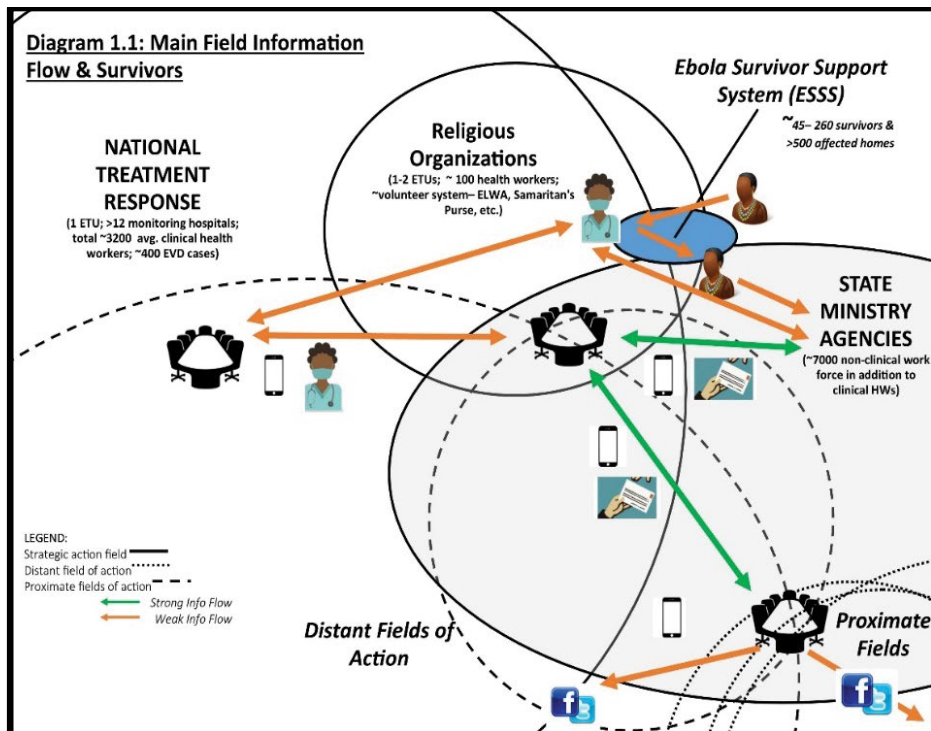 Diagram 1.1: Main Field Information
Flow & Survivors
Ebola Survivor Support
System (ESSS)
~45– 260 survivors &
>500 affected homes
NATIONAL
TREATMENT
RESPONSE
(1 ETU; >12 monitoring hospitals;
total ~3200 avg. clinical health
workers; ~400 EVD cases)
Religious
Organizations
(1-2 ETUs; ~ 100 health workers;
~volunteer system– ELWA, Samaritan's
Purse, etc.)
STATE
MINISTRY
AGENCIES
(~7000 non-clinical work
force in addition to
clinical HWs)
LEGEND:
Strategic action field
Distant field of action
Proximate fields of action
Strong Info Flow
Weak Info Flow
Distant Fields of
Action
Proximate
Fields
f
t
f
t